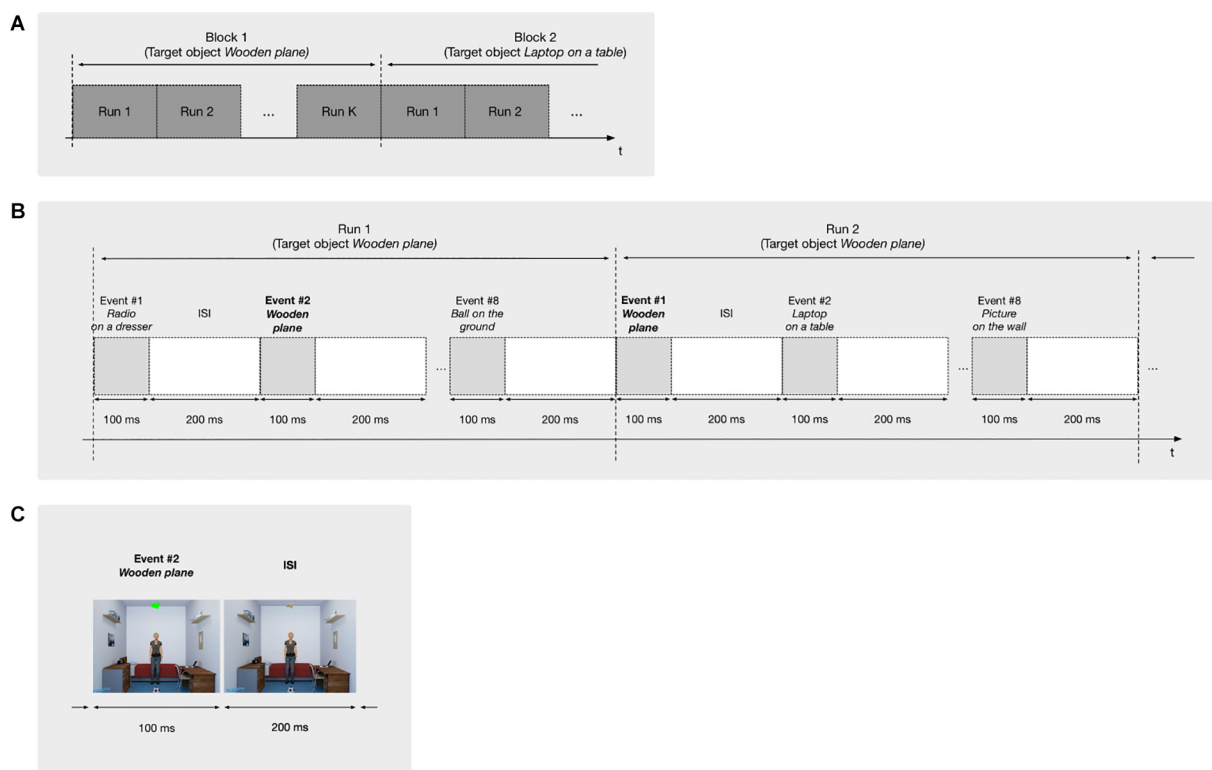 A
Block 1
(Target object Wooden plane)
Block 2
(Target object Laptop on a table)
Run 1
Run 2
...
Run K
Run 1
Run 2
...
t
B
Run 1
(Target object Wooden plane)
Run 2
(Target object Wooden plane)
Event #1
Radio
on a dresser
ISI
Event #2
Wooden
plane
Event #8
Ball on the
ground
Event #1
Wooden
plane
ISI
Event #2
Laptop
on a table
Event #8
Picture
on the wall
...
...
...
100 ms
200 ms
100 ms
200 ms
100 ms
200 ms
100 ms
200 ms
100 ms
200 ms
100 ms
200 ms
t
C
Event #2
Wooden plane
ISI
100 ms
200 ms